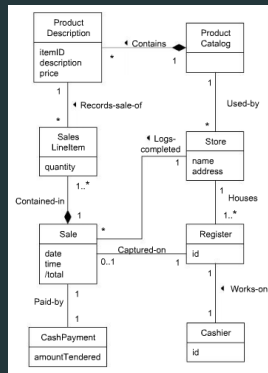 Product
Description
itemID
description
price
Contains
*
1
Product
Catalog
1
Records-sale-of
*
1
Used-by
*
Sales
LineItem
quantity
Logs-
completed
1
Store
name
address
1..*
Contained-in
1
1
Houses
1..*
*
Sale
date
time
/total
Captured-on
0..1
1
Register
id
1
Paid-by
1
1
Works-on
1
CashPayment
amountTendered
Cashier
id